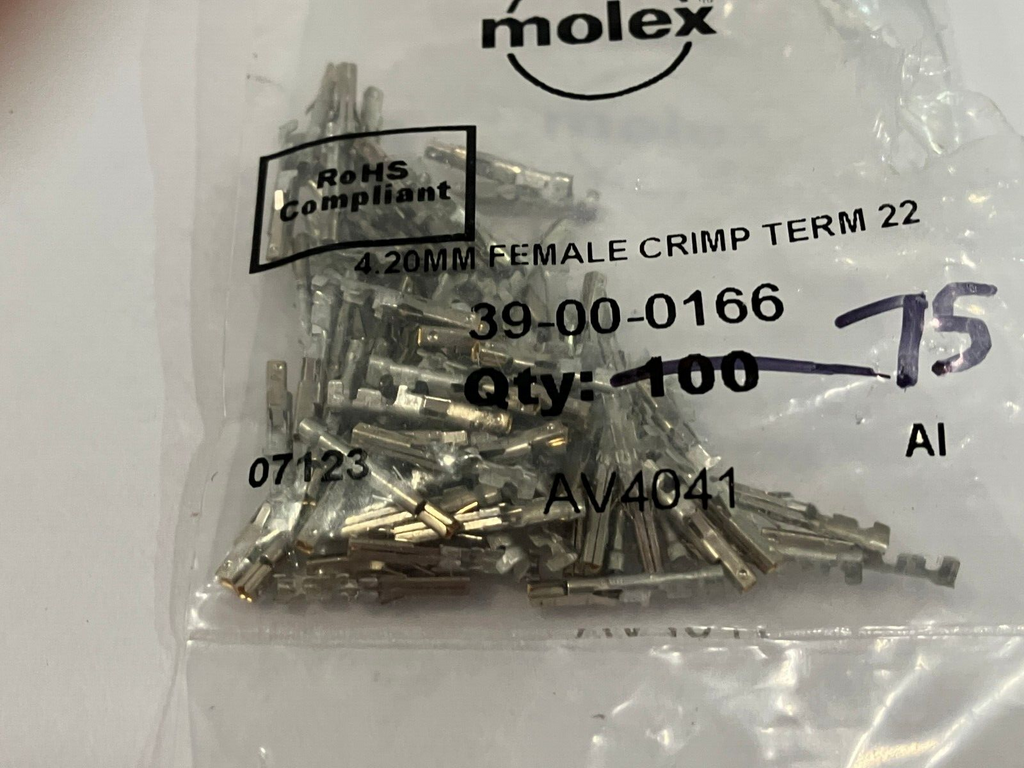 molex
RoHS
Compliant
4.20MM FEMALE CRIMP TERM 22
39-00-0166
Qty: 100 75
AI
07123
AV4041